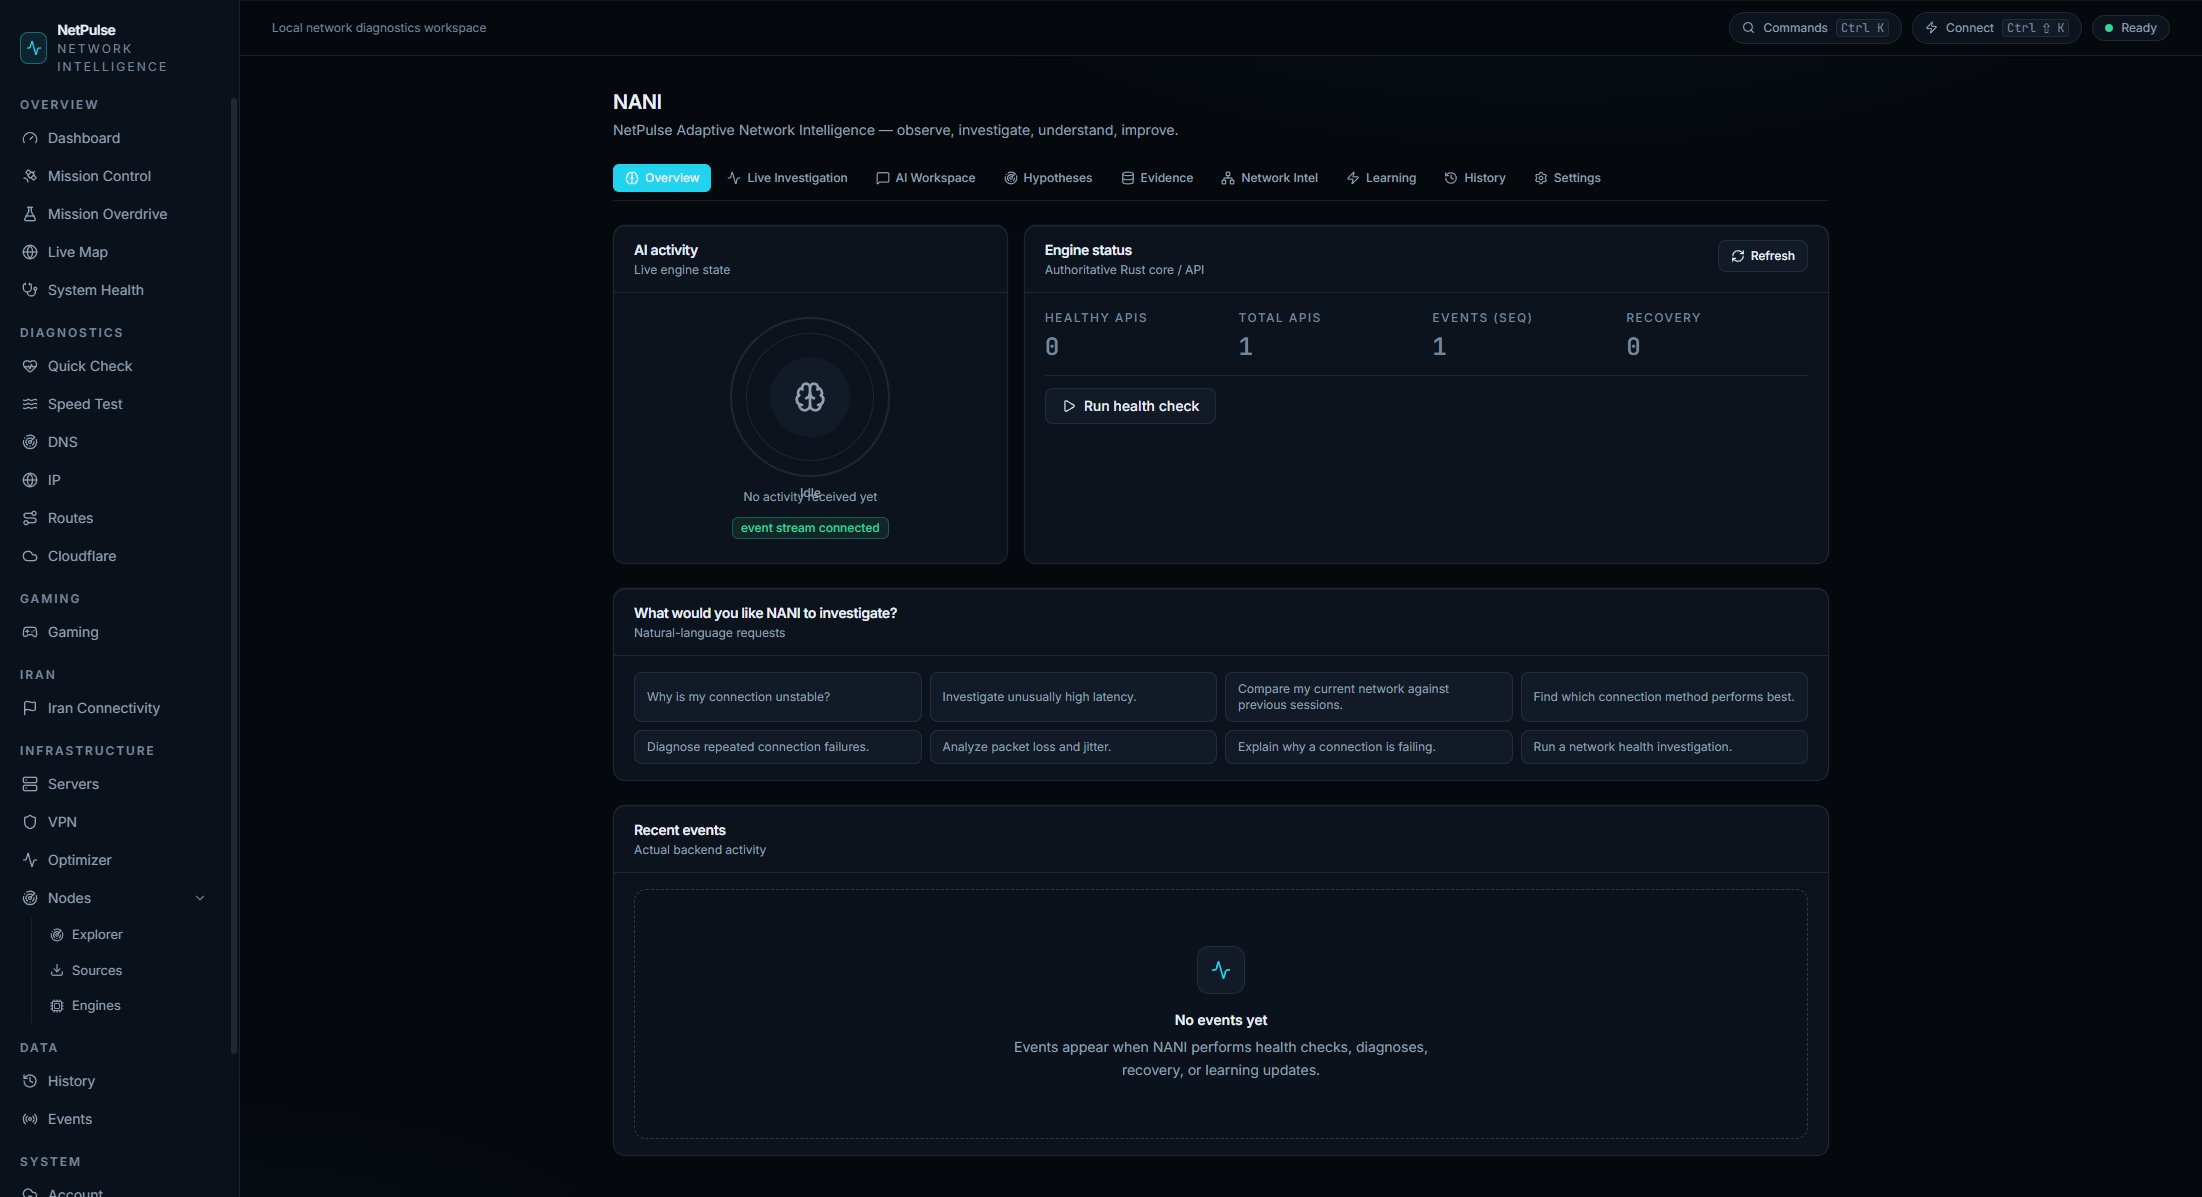 NetPulse
NETWORK
INTELLIGENCE
OVERVIEW
Dashboard
Mission Control
Mission Overdrive
Live Map
System Health
DIAGNOSTICS
Quick Check
Speed Test
DNS
IP
Routes
Cloudflare
GAMING
Gaming
IRAN
Iran Connectivity
INFRASTRUCTURE
Servers
VPN
Optimizer
Nodes
Explorer
Sources
Engines
DATA
History
Events
SYSTEM
Account
Local network diagnostics workspace
Commands Ctrl K
Connect Ctrl ⇧ K
Ready
NANI
NetPulse Adaptive Network Intelligence — observe, investigate, understand, improve.
Overview Live Investigation AI Workspace Hypotheses Evidence Network Intel Learning History Settings
AI activity
Live engine state
Idle
No activity received yet
event stream connected
Engine status
Authoritative Rust core / API
Refresh
HEALTHY APIS TOTAL APIS EVENTS (SEQ) RECOVERY
0 1 1 0
Run health check
What would you like NANI to investigate?
Natural-language requests
Why is my connection unstable?
Investigate unusually high latency.
Compare my current network against
previous sessions.
Find which connection method performs best.
Diagnose repeated connection failures.
Analyze packet loss and jitter.
Explain why a connection is failing.
Run a network health investigation.
Recent events
Actual backend activity
No events yet
Events appear when NANI performs health checks, diagnoses,
recovery, or learning updates.